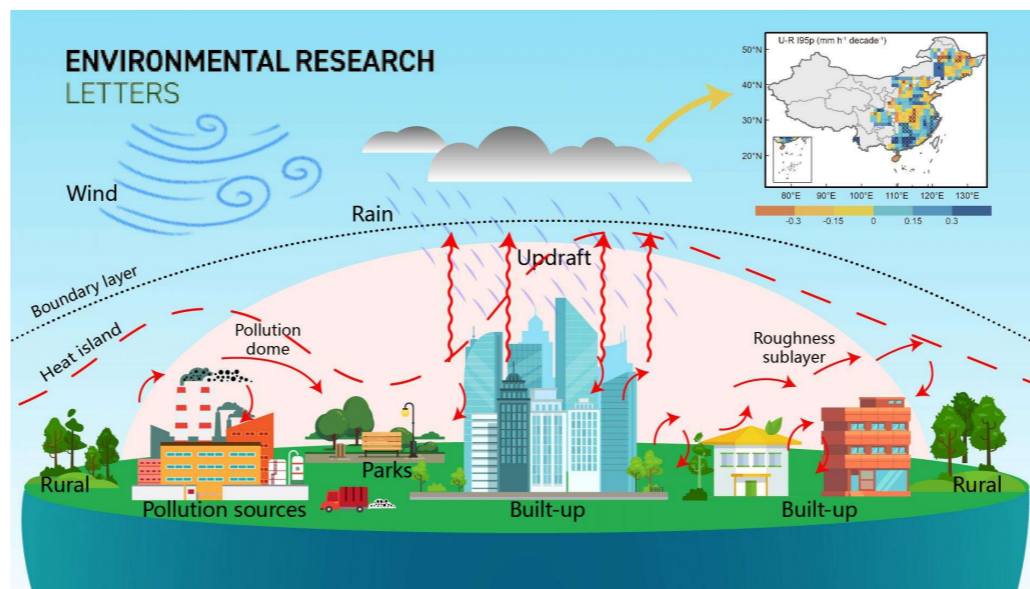 ENVIRONMENTAL RESEARCH
LETTERS
U-R I95p (mm h⁻¹ decade⁻¹)
50°N
40°N
30°N
20°N
80°E 90°E 100°E 110°E 120°E 130°E
-0.3 -0.15 0 0.15 0.3
Wind
Rain
Updraft
Boundary layer
Heat island
Pollution
dome
Roughness
sublayer
Rural
Parks
Rural
Pollution sources
Built-up
Built-up